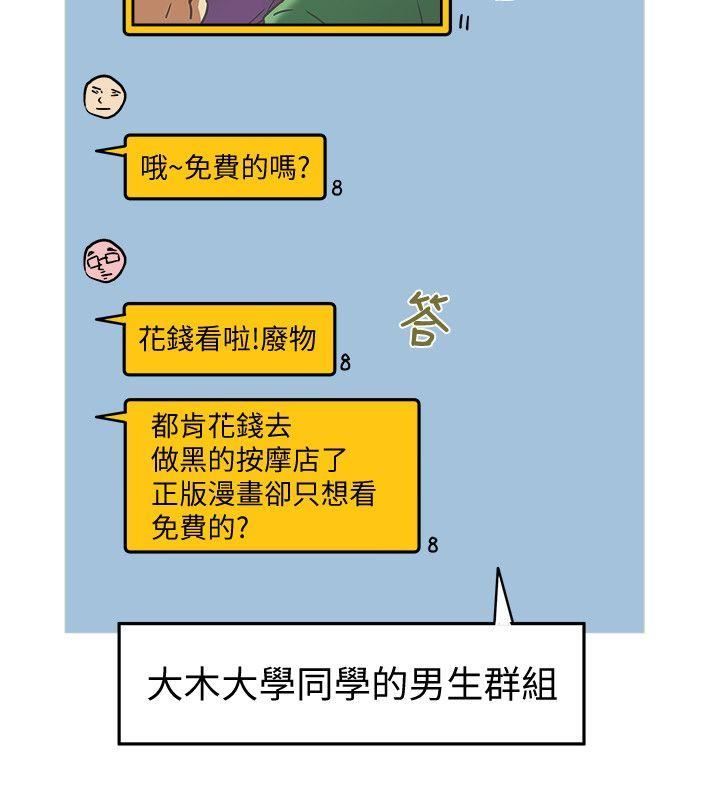 11
哦~免費的嗎?
8
花錢看啦!廢物
8
答
都肯花錢去
做黑的按摩店了
正版漫畫卻只想看
免費的?
8
大木大學同學的男生群組